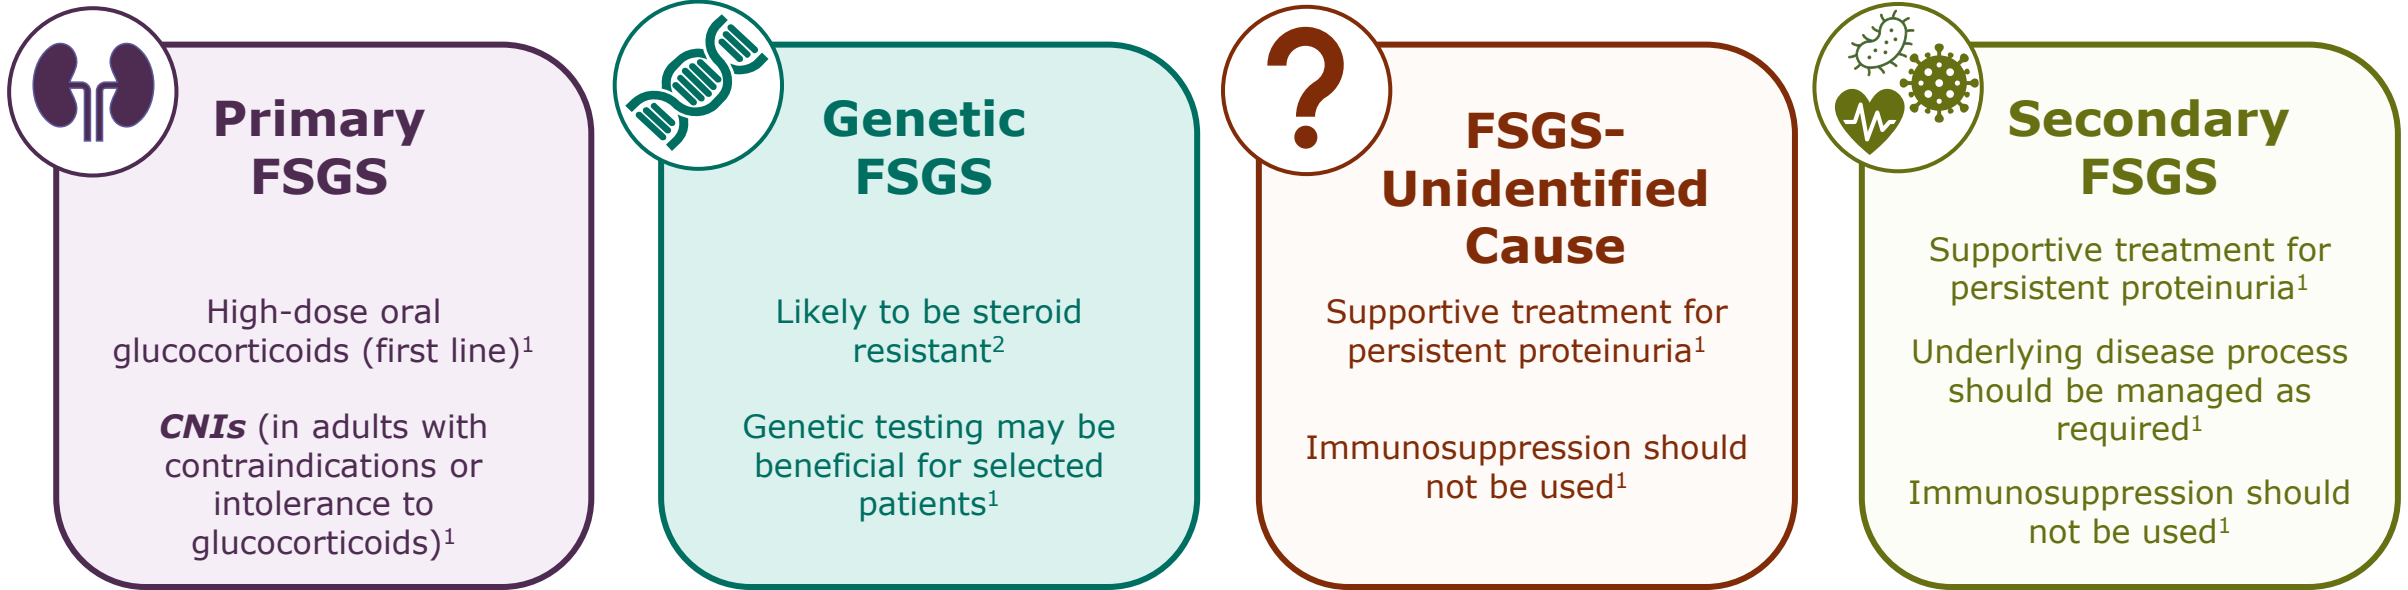 Primary
FSGS
High-dose oral
glucocorticoids (first line)¹
CNIs (in adults with
contraindications or
intolerance to
glucocorticoids)¹
Genetic
FSGS
Likely to be steroid
resistant²
Genetic testing may be
beneficial for selected
patients¹
FSGS-
Unidentified
Cause
Supportive treatment for
persistent proteinuria¹
Immunosuppression should
not be used¹
Secondary
FSGS
Supportive treatment for
persistent proteinuria¹
Underlying disease process
should be managed as
required¹
Immunosuppression should
not be used¹